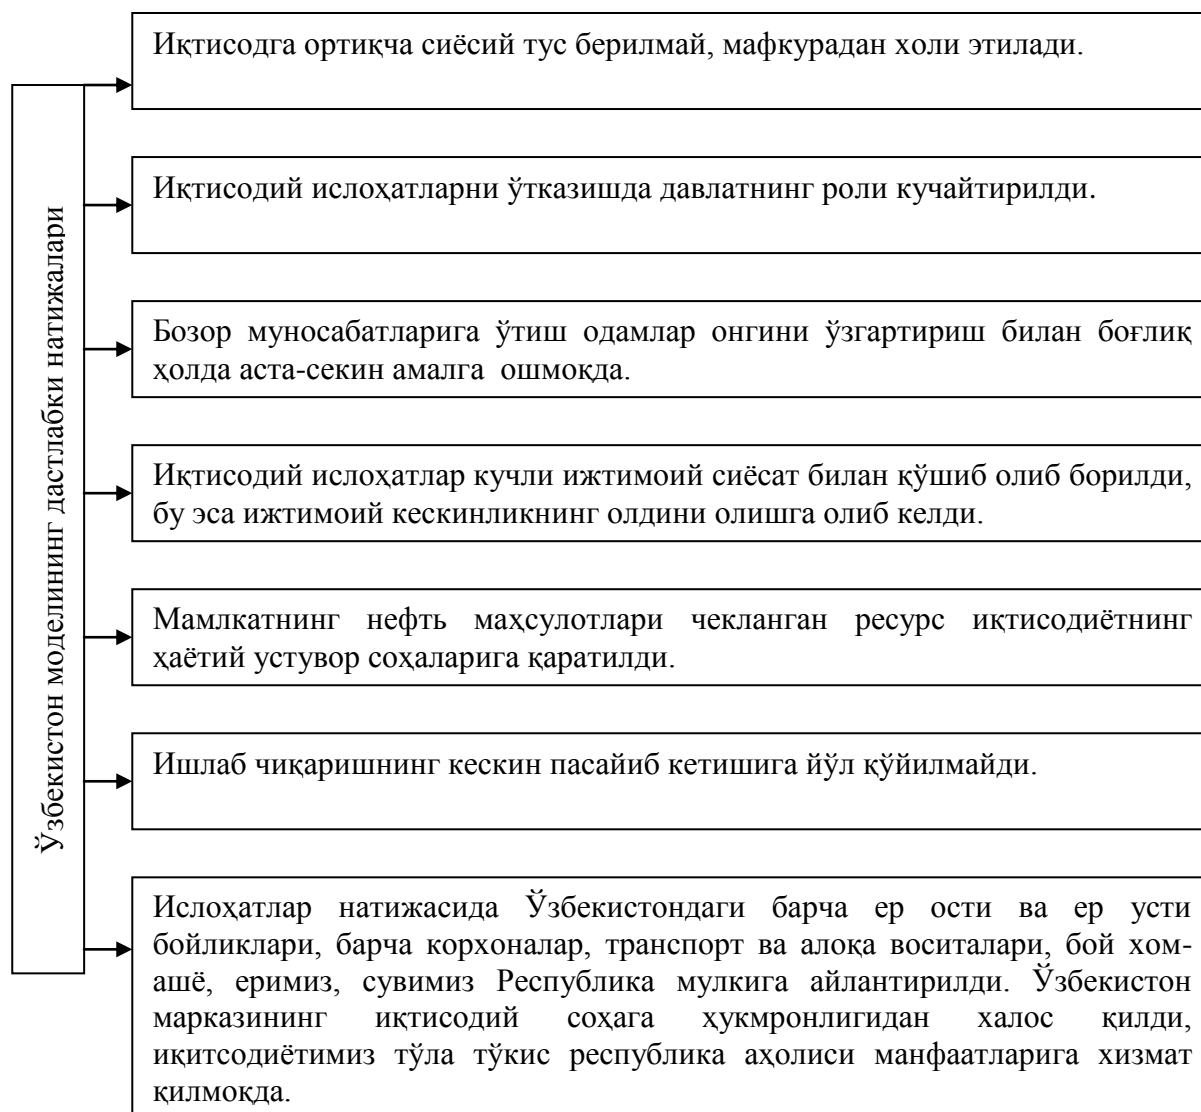 Ўзбекистон моделининг дастлабки натижалари
Иқтисодга ортиқча сиёсий тус берилмай, мафкурадан холи этилади.
Иқтисодий ислоҳатларни ўтказишда давлатнинг роли кучайтирилди.
Бозор муносабатларига ўтиш одамлар онгини ўзгартириш билан боғлиқ
ҳолда аста-секин амалга ошмоқда.
Иқтисодий ислоҳатлар кучли ижтимоий сиёсат билан қўшиб олиб борилди,
бу эса ижтимоий кескинликнинг олдини олишга олиб келди.
Мамлкатнинг нефть маҳсулотлари чекланган ресурс иқтисодиётнинг
ҳаётий устувор соҳаларига қаратилди.
Ишлаб чиқаришнинг кескин пасайиб кетишига йўл қўйилмайди.
Ислоҳатлар натижасида Ўзбекистондаги барча ер ости ва ер усти
бойликлари, барча корхоналар, транспорт ва алоқа воситалари, бой хом-
ашё, еримиз, сувимиз Республика мулкига айлантирилди. Ўзбекистон
марказининг иқтисодий соҳага ҳукмронлигидан халос қилди,
иқитсодиётимиз тўла тўкис республика аҳолиси манфаатларига хизмат
қилмоқда.